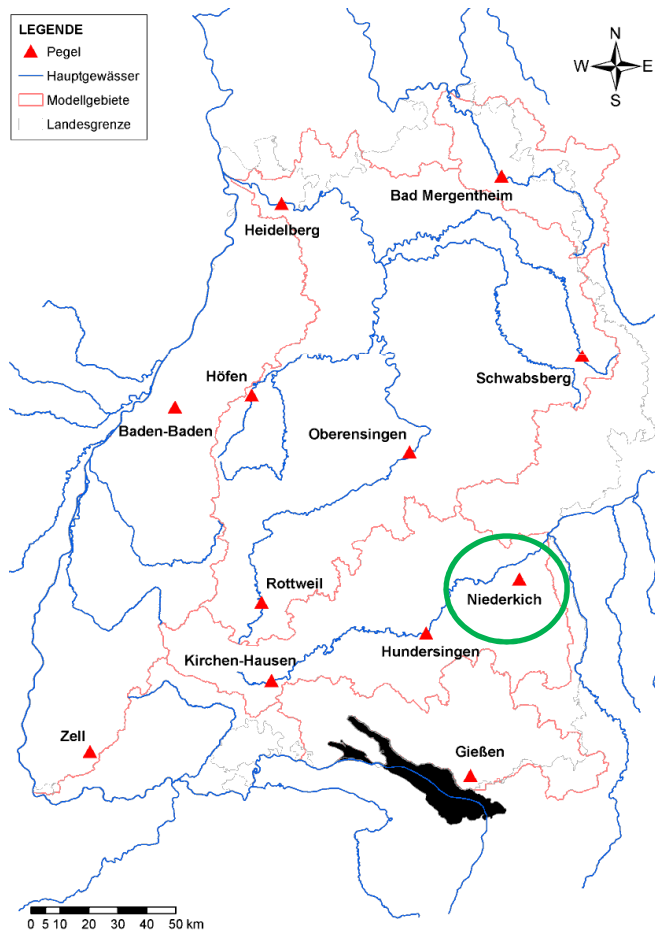 LEGENDE
Pegel
Hauptgewässer
Modellgebiete
Landesgrenze
N
W E
S
Bad Mergentheim
Heidelberg
Höfen
Schwabsberg
Baden-Baden
Oberensingen
Rottweil
Niederkich
Hundersingen
Kirchen-Hausen
Zell
Gießen
0 5 10 20 30 40 50 km